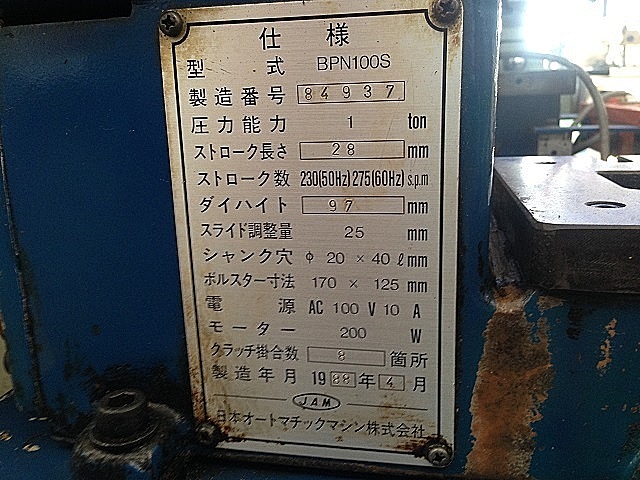 仕様
型式 BPN100S
製造番号 84937
圧力能力 1 ton
ストローク長さ 28 mm
ストローク数 230(50Hz)275(60Hz) s.p.m
ダイハイト 97 mm
スライド調整量 25 mm
シャンク穴 φ 20 × 40 ℓ mm
ボルスター寸法 170 × 125 mm
電源 AC 100 V 10 A
モーター 200 W
クラッチ掛合数 8 箇所
製造年月 1988年4月
JAM
日本オートマチックマシン株式会社